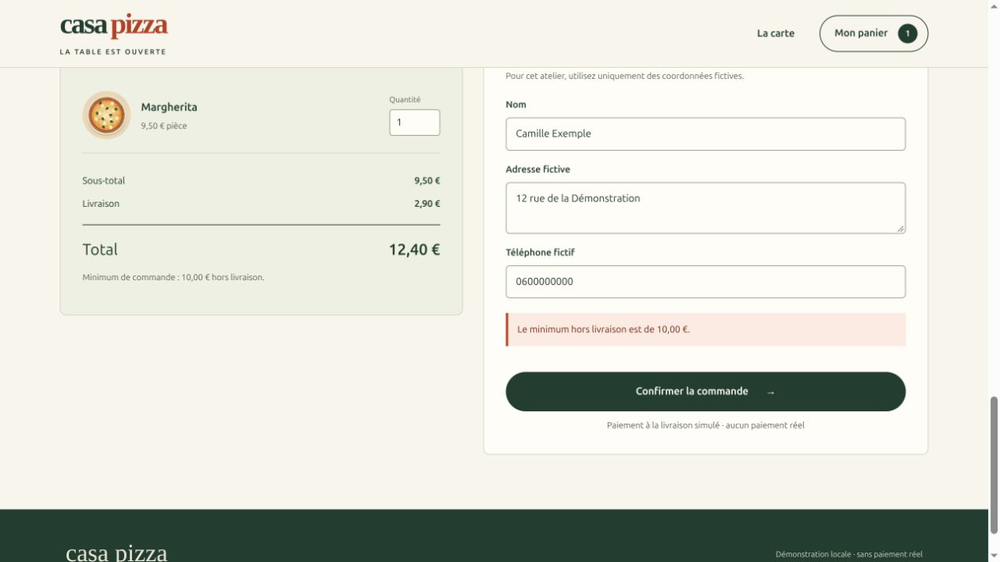 casa pizza
LA TABLE EST OUVERTE
La carte
Mon panier 1
Margherita
9,50 € pièce
Quantité
1
Sous-total 9,50 €
Livraison 2,90 €
Total 12,40 €
Minimum de commande : 10,00 € hors livraison.
Pour cet atelier, utilisez uniquement des coordonnées fictives.
Nom
Camille Exemple
Adresse fictive
12 rue de la Démonstration
Téléphone fictif
0600000000
Le minimum hors livraison est de 10,00 €.
Confirmer la commande →
Paiement à la livraison simulé · aucun paiement réel
casa pizza
Démonstration locale · sans paiement réel